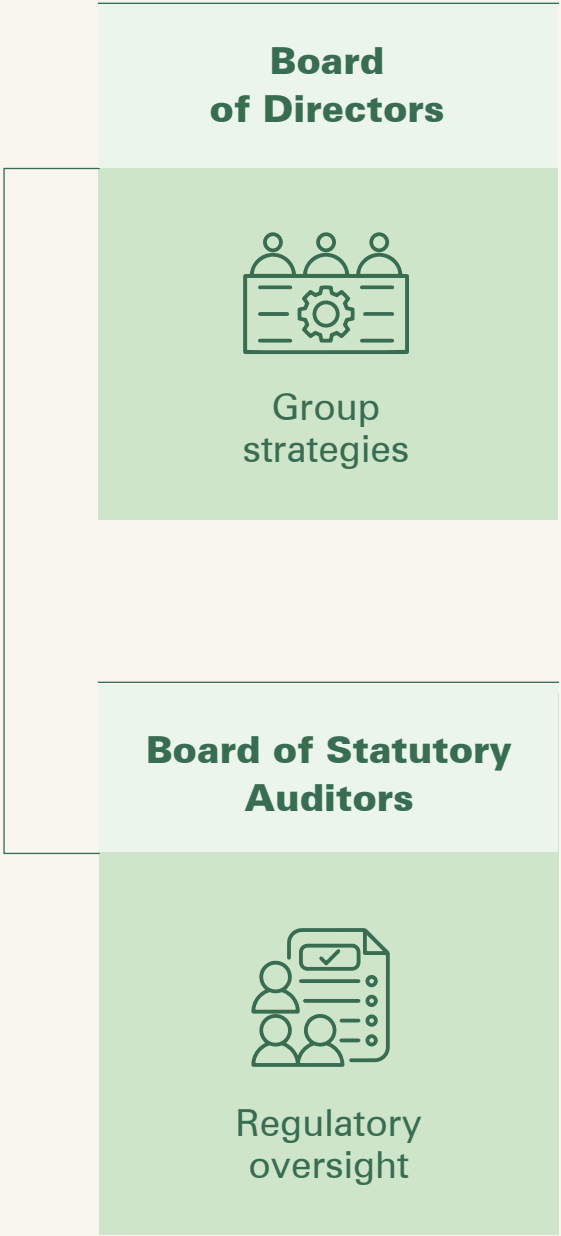 Board
of Directors
Group
strategies
Board of Statutory
Auditors
Regulatory
oversight